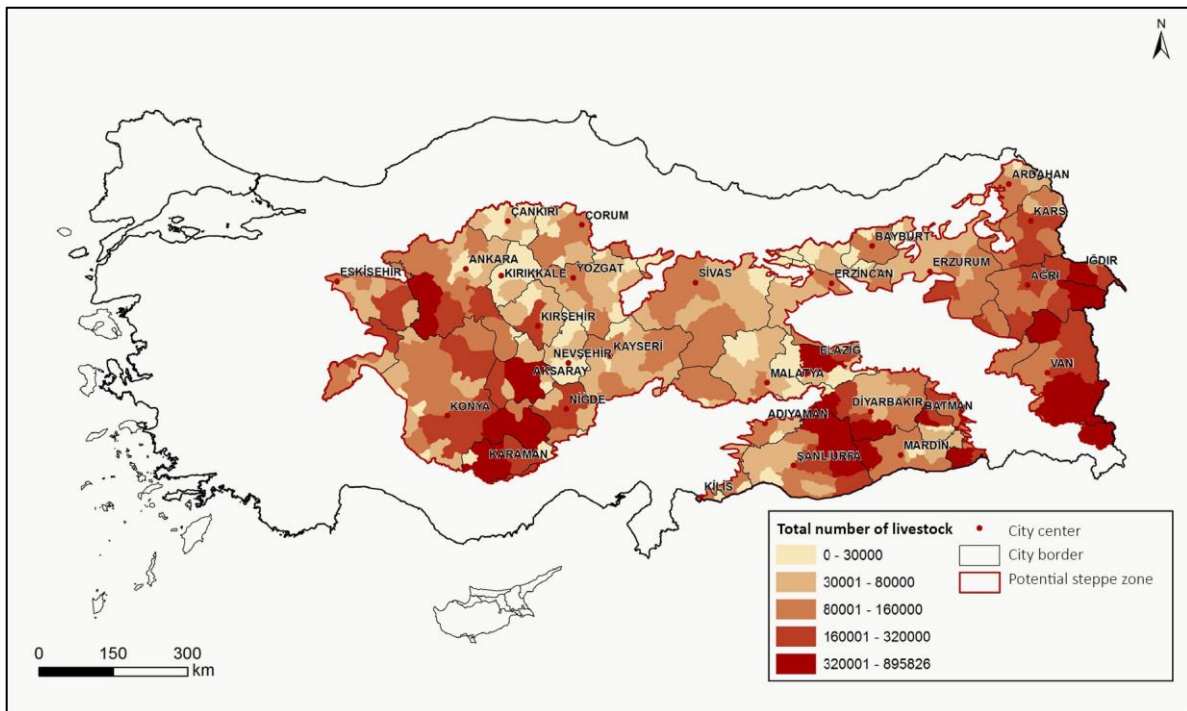 N
ARDAHAN
KARS
ÇANKIRI
ÇORUM
BAYBURT
ANKARA
ESKİSEHİR
KIRIKKALE
YOZGAT
SİVAS
ERZURUM
ERZİNCAN
AĞRI
IĞDIR
KIRŞEHİR
NEVŞEHİR
KAYSERİ
ELAZIĞ
VAN
AKSARAY
MALATYA
NİĞDE
KONYA
DİYARBAKIR
BATMAN
ADIYAMAN
MARDİN
KARAMAN
ŞANLIURFA
KİLİS
Total number of livestock
0 - 30000
30001 - 80000
80001 - 160000
160001 - 320000
320001 - 895826
City center
City border
Potential steppe zone
0 150 300
km